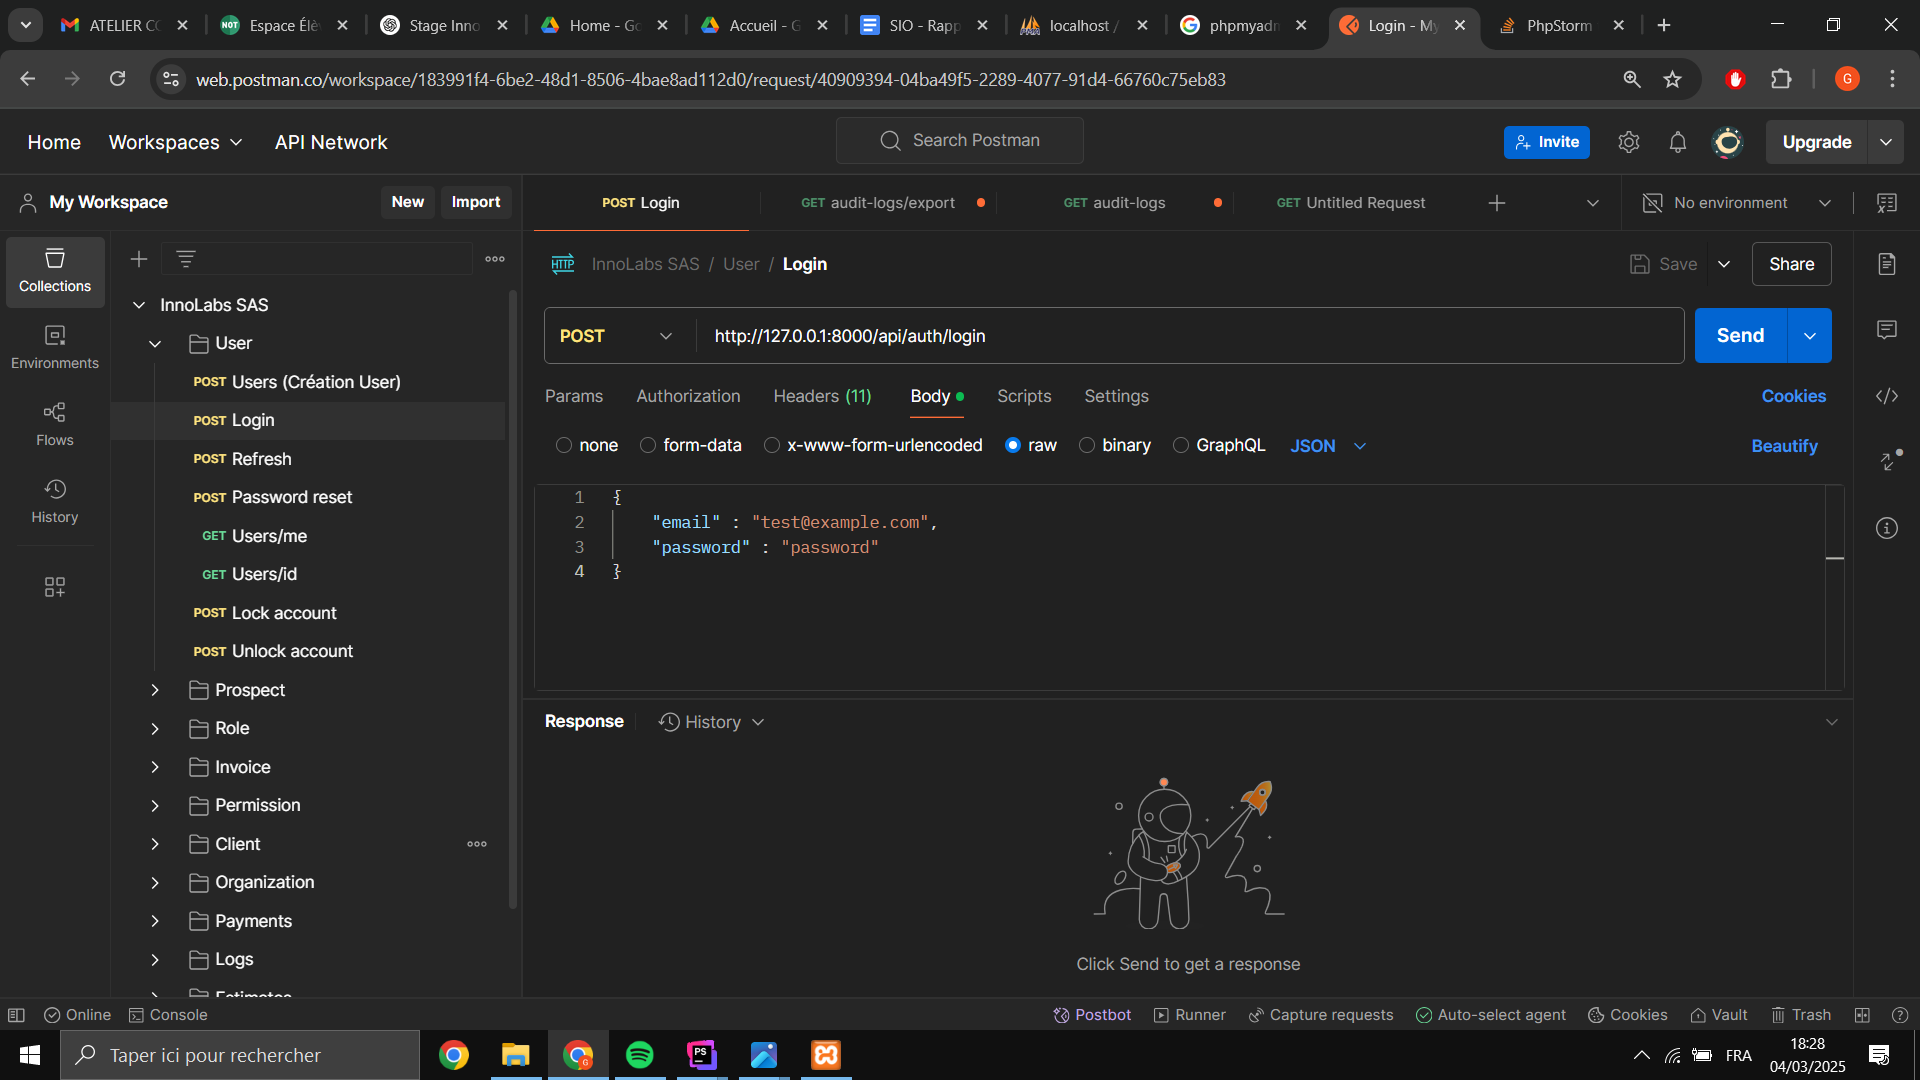 ATELIER CC
Espace Élè
Stage Inno
Home - Go
Accueil - G
SIO - Rapp
localhost /
phpmyadn
Login - My
PhpStorm
web.postman.co/workspace/183991f4-6be2-48d1-8506-4bae8ad112d0/request/40909394-04ba49f5-2289-4077-91d4-66760c75eb83
G
Home
Workspaces
API Network
Search Postman
Invite
Upgrade
My Workspace
New
Import
POST Login
GET audit-logs/export
GET audit-logs
GET Untitled Request
No environment
Collections
Environments
Flows
History
InnoLabs SAS
User
POST Users (Création User)
POST Login
POST Refresh
POST Password reset
GET Users/me
GET Users/id
POST Lock account
POST Unlock account
Prospect
Role
Invoice
Permission
Client
Organization
Payments
Logs
Estimates
HTTP InnoLabs SAS / User / Login
Save
Share
POST
http://127.0.0.1:8000/api/auth/login
Send
Params
Authorization
Headers (11)
Body
Scripts
Settings
Cookies
none
form-data
x-www-form-urlencoded
raw
binary
GraphQL
JSON
Beautify
1 {
2 "email" : "test@example.com",
3 "password" : "password"
4 }
Response
History
Click Send to get a response
Online
Console
Postbot
Runner
Capture requests
Auto-select agent
Cookies
Vault
Trash
Taper ici pour rechercher
PS
FRA
18:28
04/03/2025